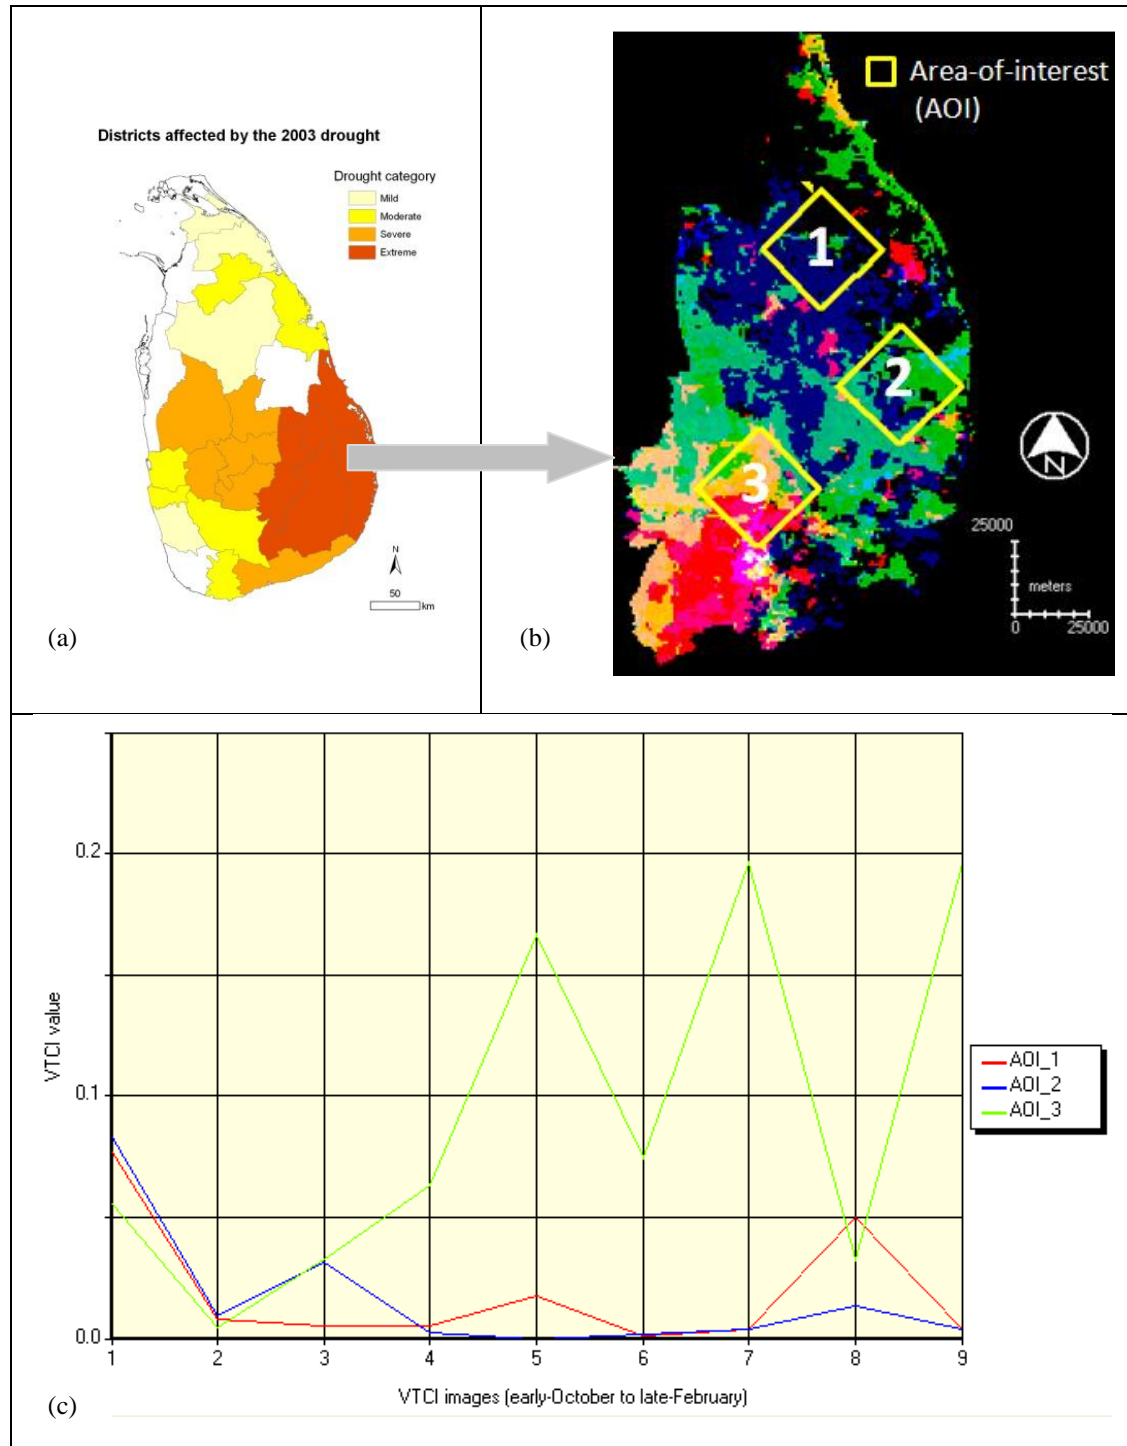 Districts affected by the 2003 drought
Drought category
Mild
Moderate
Severe
Extreme
N
50
km
(a)
Area-of-interest
(AOI)
1
2
3
N
25000
meters
0 25000
(b)
0.2
0.1
0.0
VTCI value
1 2 3 4 5 6 7 8 9
VTCI images (early-October to late-February)
AOI_1
AOI_2
AOI_3
(c)